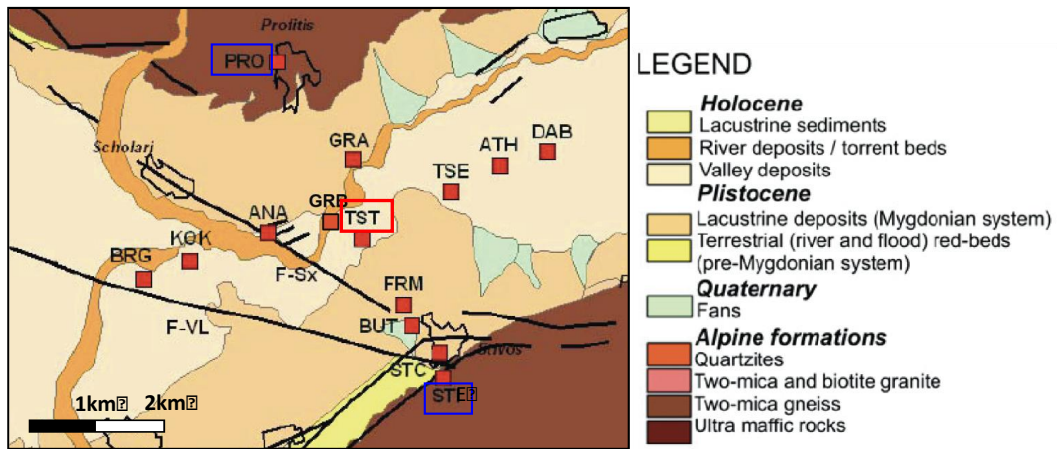 Profitis
PRO
Scholari
GRA
ATH
DAB
TSE
GRB
TST
ANA
KOK
BRG
F-Sx
FRM
F-VL
BUT
Stivos
STC
STE
1km
2km
LEGEND
Holocene
Lacustrine sediments
River deposits / torrent beds
Valley deposits
Plistocene
Lacustrine deposits (Mygdonian system)
Terrestrial (river and flood) red-beds
(pre-Mygdonian system)
Quaternary
Fans
Alpine formations
Quartzites
Two-mica and biotite granite
Two-mica gneiss
Ultra maffic rocks